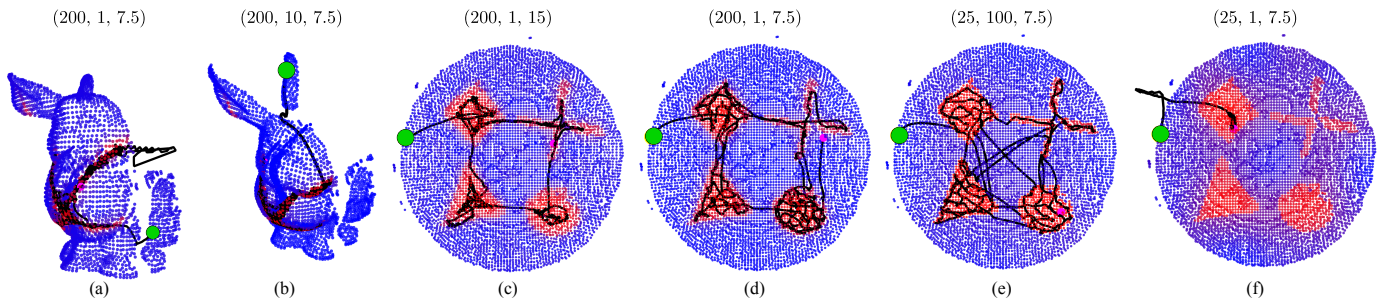 (200, 1, 7.5) (200, 10, 7.5) (200, 1, 15) (200, 1, 7.5) (25, 100, 7.5) (25, 1, 7.5)
(a) (b) (c) (d) (e) (f)